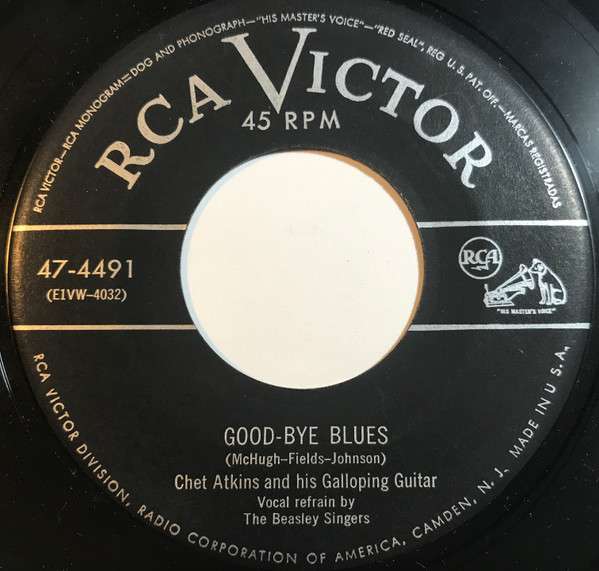 RCA VICTOR—RCA MONOGRAM—DOG AND PHONOGRAPH—"HIS MASTER'S VOICE"—"RED SEAL", REG U.S. PAT. OFF.—MARCAS REGISTRADAS
RCA VICTOR
45 RPM
47-4491
(E1VW-4032)
RCA
"HIS MASTER'S VOICE"
GOOD-BYE BLUES
(McHugh-Fields-Johnson)
Chet Atkins and his Galloping Guitar
Vocal refrain by
The Beasley Singers
RCA VICTOR DIVISION, RADIO CORPORATION OF AMERICA, CAMDEN, N. J. MADE IN U S. A.